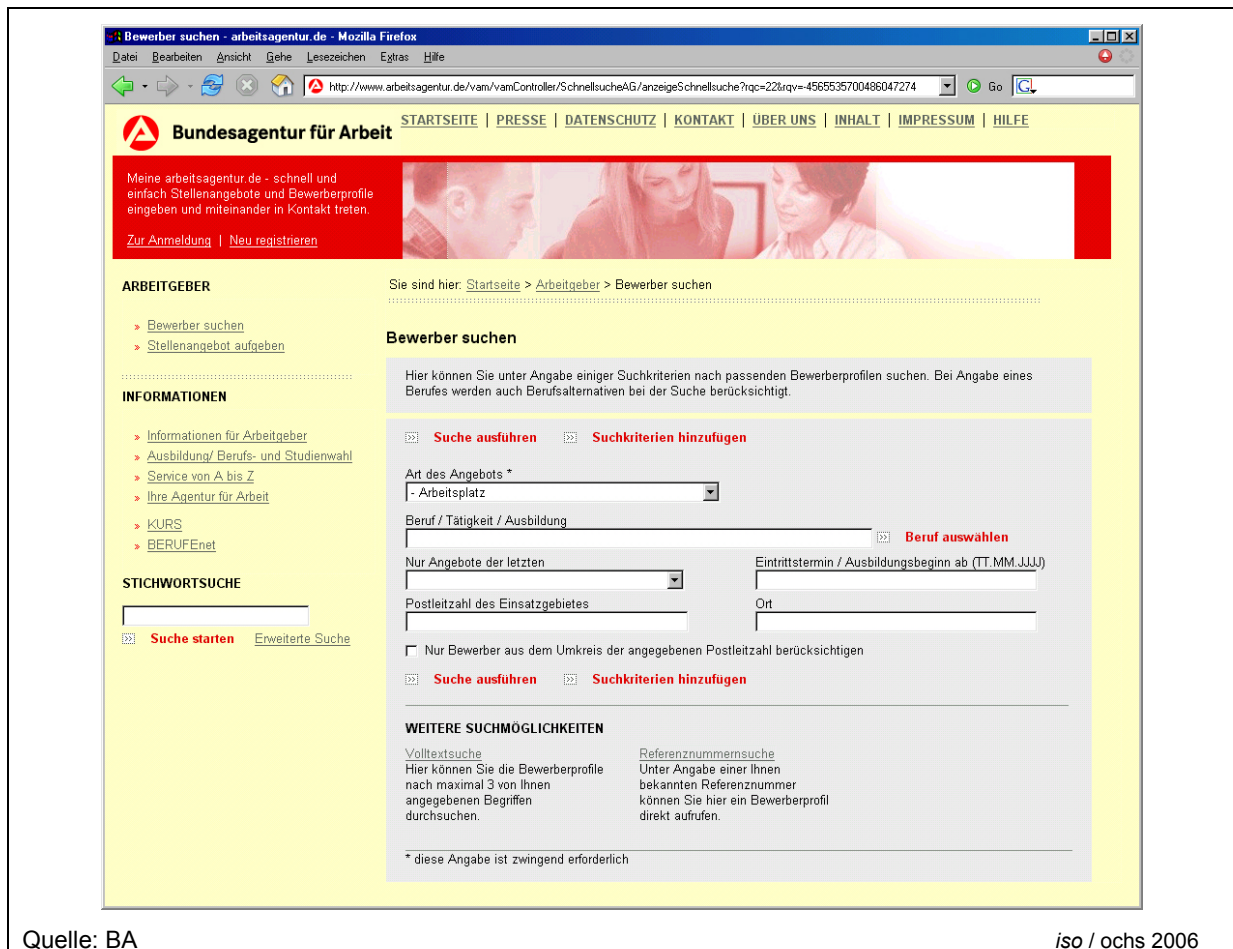 Bewerber suchen - arbeitsagentur.de - Mozilla Firefox
Datei Bearbeiten Ansicht Gehe Lesezeichen Extras Hilfe
http://www.arbeitsagentur.de/vam/vamController/SchnellsucheAG/anzeigeSchnellsuche?rqc=22&rqv=-4565535700486047274 Go G
Bundesagentur für Arbeit
STARTSEITE | PRESSE | DATENSCHUTZ | KONTAKT | ÜBER UNS | INHALT | IMPRESSUM | HILFE
Meine arbeitsagentur.de - schnell und
einfach Stellenangebote und Bewerberprofile
eingeben und miteinander in Kontakt treten.
Zur Anmeldung | Neu registrieren
ARBEITGEBER
» Bewerber suchen
» Stellenangebot aufgeben
INFORMATIONEN
» Informationen für Arbeitgeber
» Ausbildung/ Berufs- und Studienwahl
» Service von A bis Z
» Ihre Agentur für Arbeit
» KURS
» BERUFEnet
STICHWORTSUCHE
Suche starten Erweiterte Suche
Sie sind hier: Startseite > Arbeitgeber > Bewerber suchen
Bewerber suchen
Hier können Sie unter Angabe einiger Suchkriterien nach passenden Bewerberprofilen suchen. Bei Angabe eines
Berufes werden auch Berufsalternativen bei der Suche berücksichtigt.
Suche ausführen Suchkriterien hinzufügen
Art des Angebots *
- Arbeitsplatz
Beruf / Tätigkeit / Ausbildung
Beruf auswählen
Nur Angebote der letzten Eintrittstermin / Ausbildungsbeginn ab (TT.MM.JJJJ)
Postleitzahl des Einsatzgebietes Ort
Nur Bewerber aus dem Umkreis der angegebenen Postleitzahl berücksichtigen
Suche ausführen Suchkriterien hinzufügen
WEITERE SUCHMÖGLICHKEITEN
Volltextsuche
Hier können Sie die Bewerberprofile
nach maximal 3 von Ihnen
angegebenen Begriffen
durchsuchen.
Referenznummernsuche
Unter Angabe einer Ihnen
bekannten Referenznummer
können Sie hier ein Bewerberprofil
direkt aufrufen.
* diese Angabe ist zwingend erforderlich
Quelle: BA
iso / ochs 2006